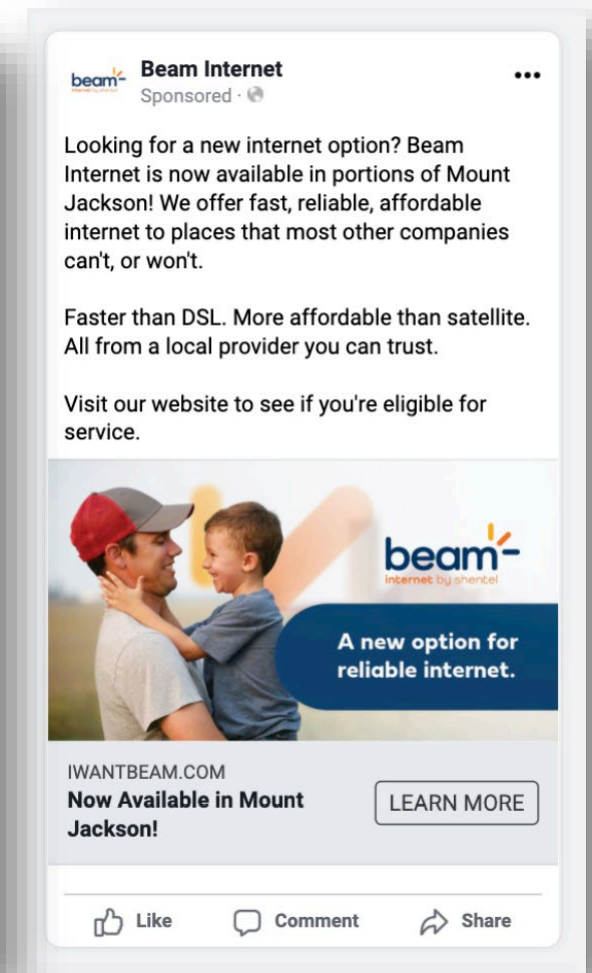 beam
internet by shentel
Beam Internet
Sponsored ·
Looking for a new internet option? Beam
Internet is now available in portions of Mount
Jackson! We offer fast, reliable, affordable
internet to places that most other companies
can't, or won't.
Faster than DSL. More affordable than satellite.
All from a local provider you can trust.
Visit our website to see if you're eligible for
service.
beam
internet by shentel
A new option for
reliable internet.
IWANTBEAM.COM
Now Available in Mount
Jackson!
LEARN MORE
Like
Comment
Share